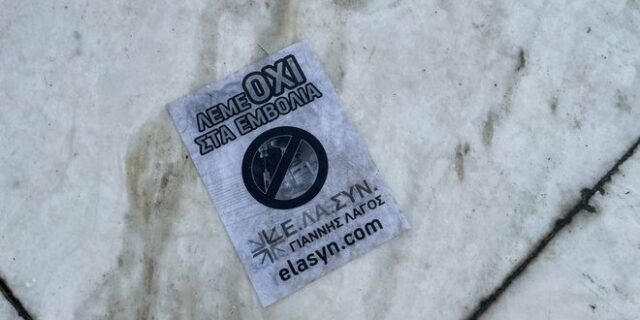 ΛΕΜΕ ΟΧΙ
ΣΤΑ ΕΜΒΟΛΙΑ
Ε.ΛΑ-ΣΥΝ.
ΓΙΑΝΝΗΣ ΛΑΓΟΣ
elasyn.com